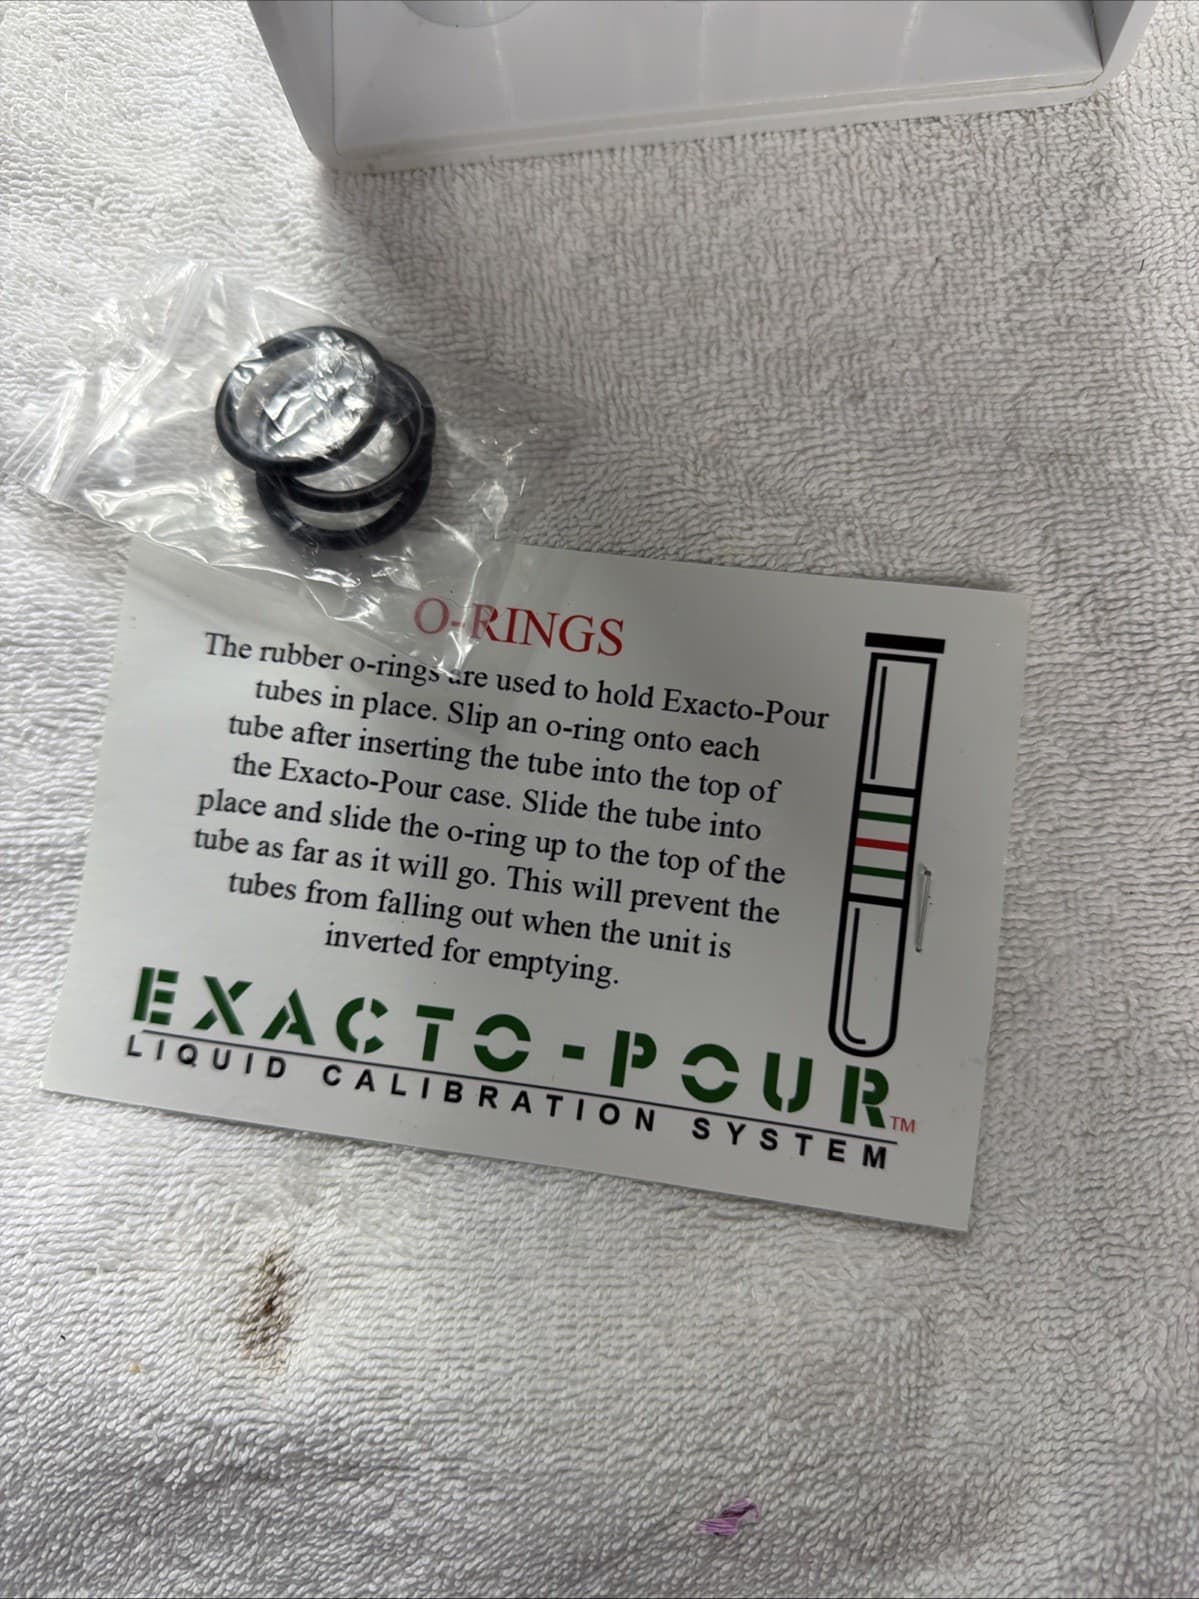 O-RINGS
The rubber o-rings are used to hold Exacto-Pour
tubes in place. Slip an o-ring onto each
tube after inserting the tube into the top of
the Exacto-Pour case. Slide the tube into
place and slide the o-ring up to the top of the
tube as far as it will go. This will prevent the
tubes from falling out when the unit is
inverted for emptying.
EXACTO-POUR™
LIQUID CALIBRATION SYSTEM